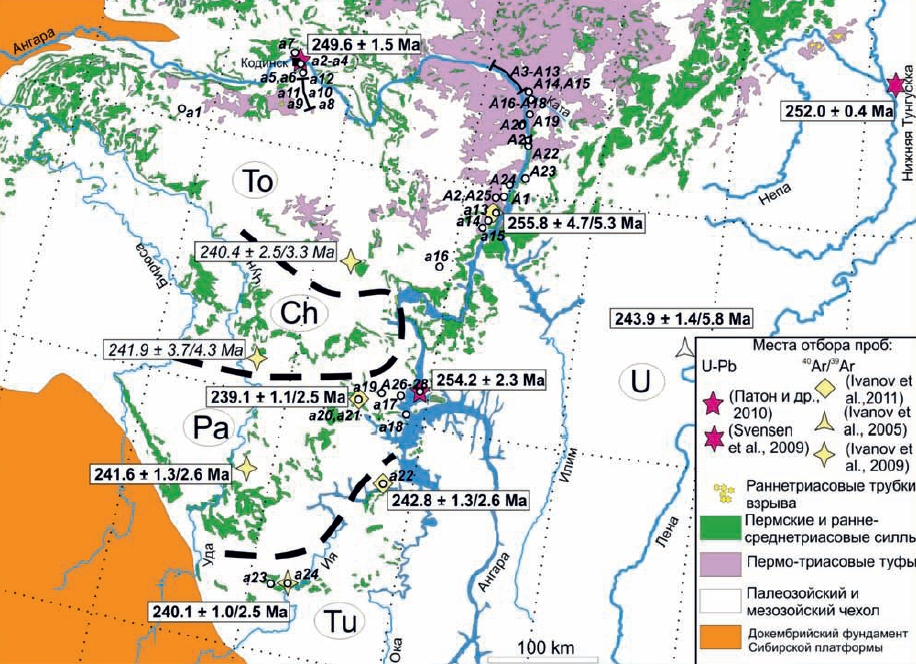 Ангара
a7
249.6 ± 1.5 Ma
Кодинск
a2-a4
a5,a6
a12
a11
a10
a9
a8
a1
A3-A13
A14,A15
A16-A18
Ката
A19
A20
A21
A22
A23
A24
A2,A25
A1
a13
a14
a15
255.8 ± 4.7/5.3 Ma
252.0 ± 0.4 Ma
Нижняя Тунгуска
Непа
To
240.4 ± 2.5/3.3 Ma
Бирюса
Чуна
a16
Ch
241.9 ± 3.7/4.3 Ma
243.9 ± 1.4/5.8 Ma
239.1 ± 1.1/2.5 Ma
a19
A26-28
254.2 ± 2.3 Ma
a17
a20,a21
a18
U
Pa
241.6 ± 1.3/2.6 Ma
a22
242.8 ± 1.3/2.6 Ma
Илим
Лена
Ангара
Уда
Ия
a23
a24
240.1 ± 1.0/2.5 Ma
Tu
Ока
100 km
Места отбора проб:
U-Pb
40Ar/39Ar
(Патон и др.,
2010)
(Svensen
et al., 2009)
(Ivanov et
al.,2011)
(Ivanov et
al., 2005)
(Ivanov et
al., 2009)
Раннетриасовые трубки
взрыва
Пермские и ранне-
среднетриасовые силлы
Пермо-триасовые туфы
Палеозойский и
мезозойский чехол
Докембрийский фундамент
Сибирской платформы